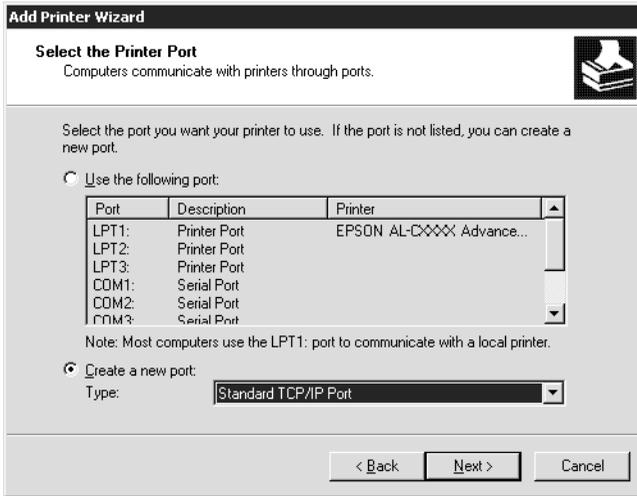 Add Printer Wizard
Select the Printer Port
Computers communicate with printers through ports.
Select the port you want your printer to use. If the port is not listed, you can create a
new port.
Use the following port:
Port Description Printer
LPT1: Printer Port EPSON AL-CXXXX Advance...
LPT2: Printer Port
LPT3: Printer Port
COM1: Serial Port
COM2: Serial Port
COM3: Serial Port
Note: Most computers use the LPT1: port to communicate with a local printer.
Create a new port:
Type: Standard TCP/IP Port
< Back Next > Cancel